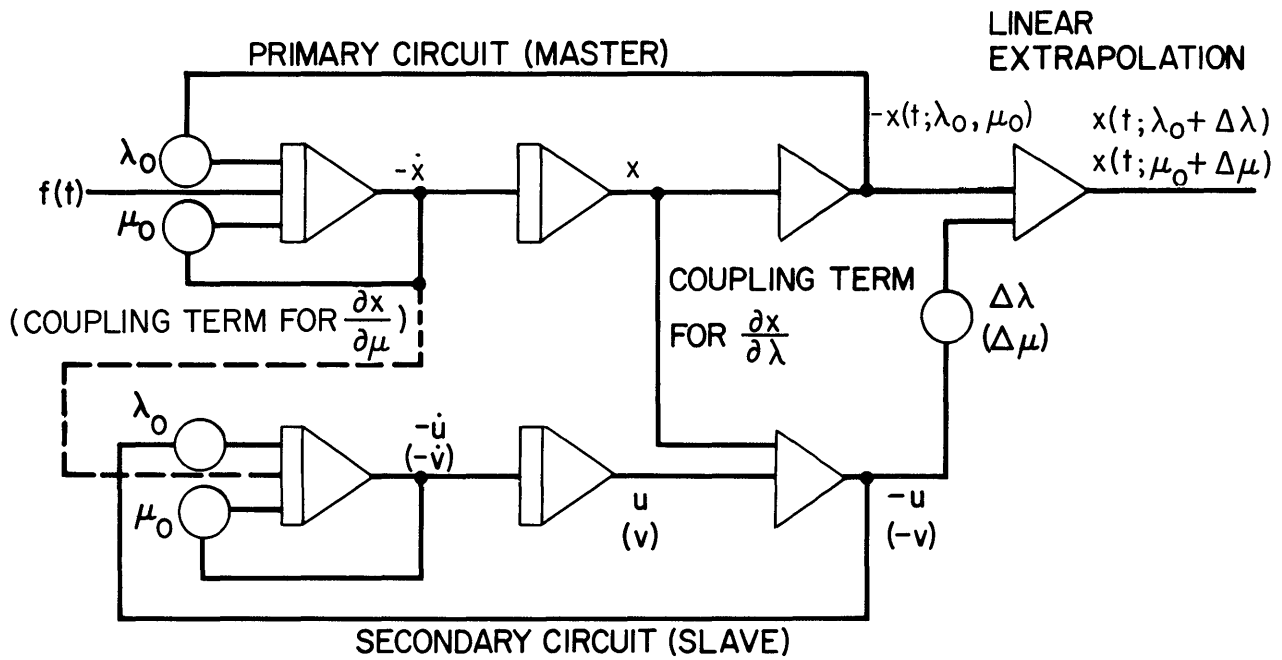 LINEAR
EXTRAPOLATION
PRIMARY CIRCUIT (MASTER)
-x(t;λ₀,μ₀)
x(t;λ₀+Δλ)
x(t;μ₀+Δμ)
λ₀
f(t)
μ₀
-ẋ
x
(COUPLING TERM FOR ∂x/∂μ)
COUPLING TERM
FOR ∂x/∂λ
Δλ
(Δμ)
λ₀
μ₀
-u̇
(-v̇)
u
(v)
-u
(-v)
SECONDARY CIRCUIT (SLAVE)